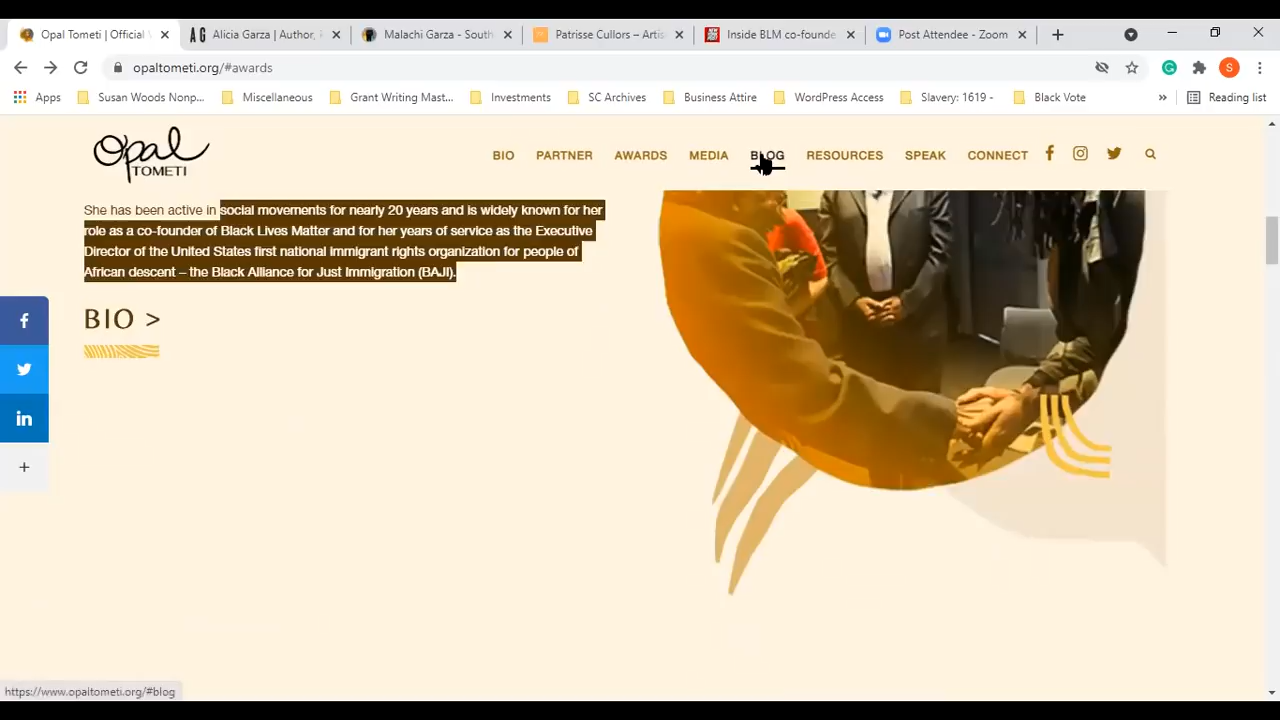 Opal Tometi | Official
Alicia Garza | Author, F
Malachi Garza - South
Patrisse Cullors – Artis
Inside BLM co-founde
Post Attendee - Zoom
opaltometi.org/#awards
S
Apps
Susan Woods Nonp...
Miscellaneous
Grant Writing Mast...
Investments
SC Archives
Business Attire
WordPress Access
Slavery: 1619 -
Black Vote
»
Reading list
Opal
TOMETI
BIO PARTNER AWARDS MEDIA BLOG RESOURCES SPEAK CONNECT
She has been active in social movements for nearly 20 years and is widely known for her
role as a co-founder of Black Lives Matter and for her years of service as the Executive
Director of the United States first national immigrant rights organization for people of
African descent – the Black Alliance for Just Immigration (BAJI).
BIO >
https://www.opaltometi.org/#blog